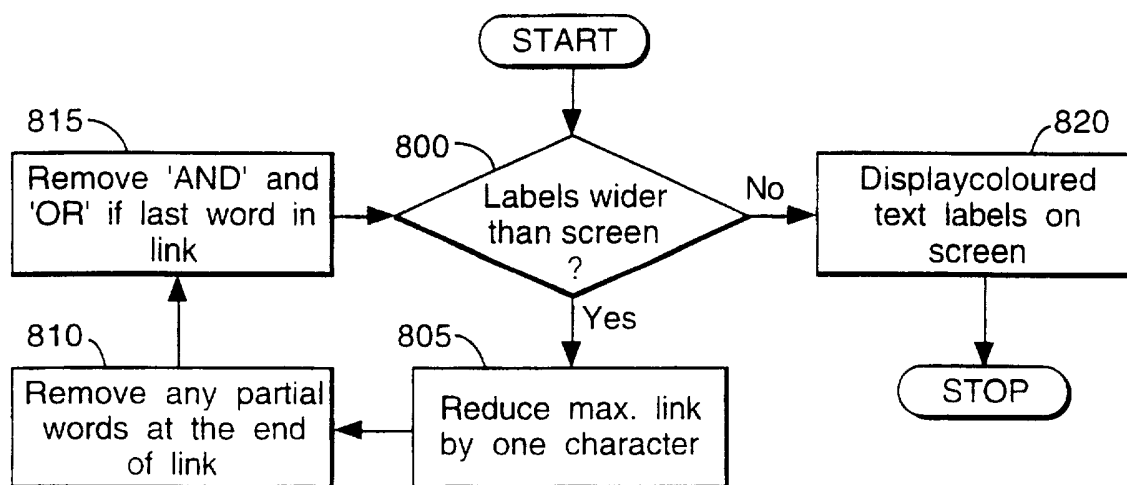 START
815
800
820
Remove 'AND' and
'OR' if last word in
link
Labels wider
than screen
?
No
Displaycoloured
text labels on
screen
Yes
810
805
Remove any partial
words at the end
of link
Reduce max. link
by one character
STOP